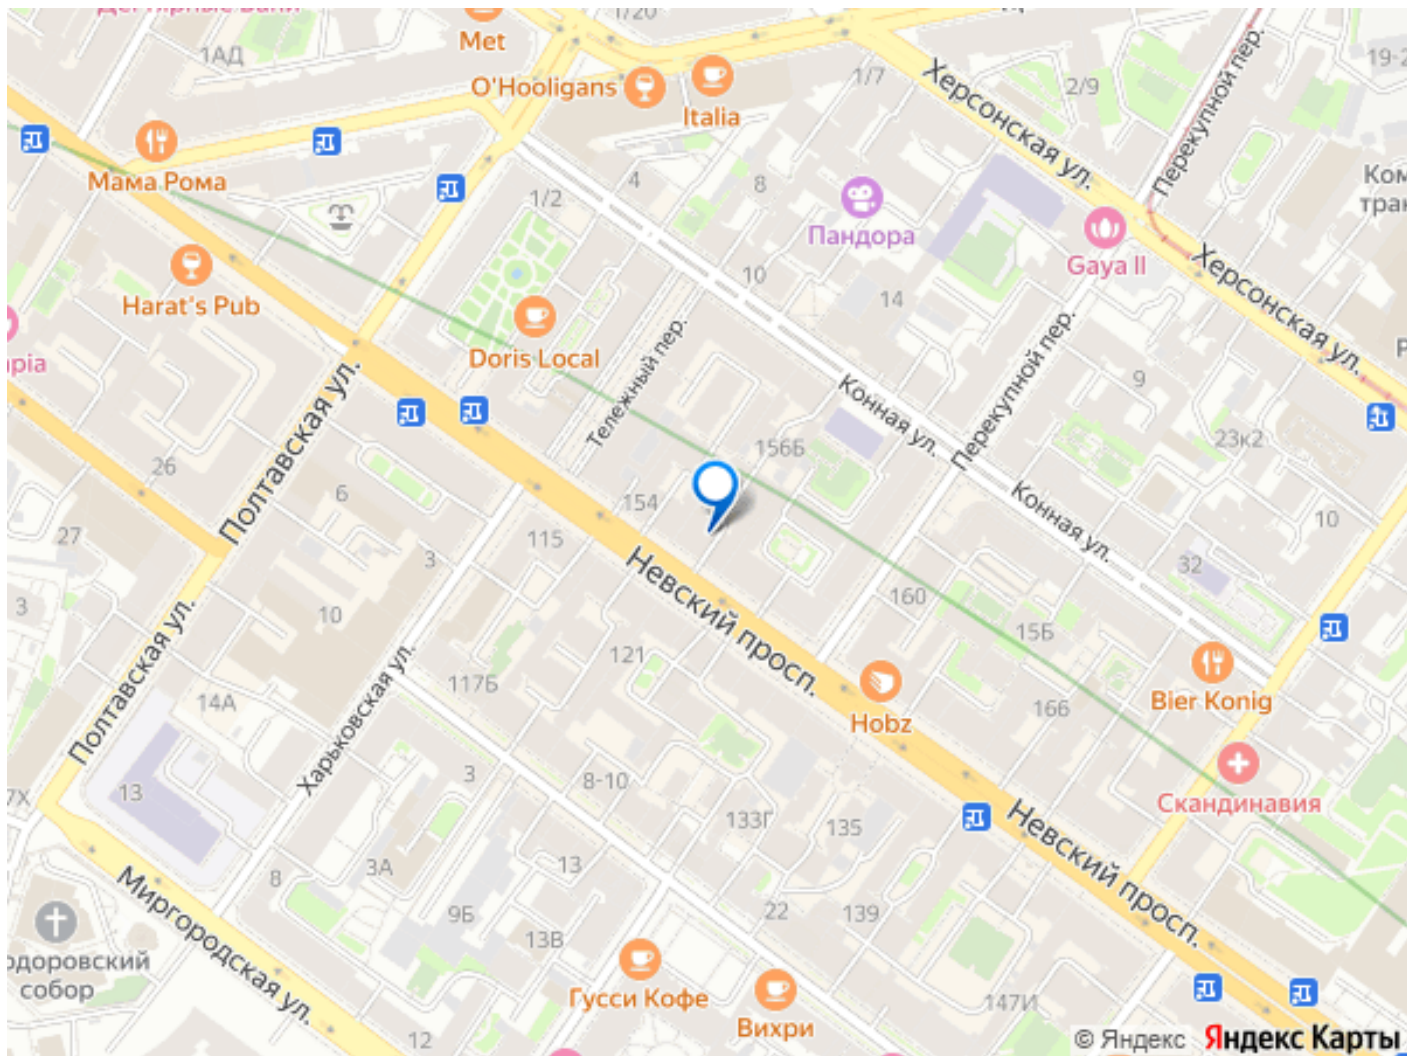 1/20
1АД
Met
O'Hooligans
Italia
1/7
2/9
19-2
Херсонская ул.
Перекупной пер.
Мама Рома
1/2
4
8
Пандора
Gaya II
Harat's Pub
10
14
Херсонская ул.
Doris Local
Тележный пер.
Перекупной пер.
9
Конная ул.
23к2
Полтавская ул.
26
6
156Б
154
27
115
3
Конная ул.
10
32
Невский просп.
160
15Б
3
10
121
117Б
Полтавская ул.
14А
Харьковская ул.
Hobz
166
Bier Konig
13
3
8-10
133Г
135
Скандинавия
Невский просп.
8
3А
13
9Б
22
139
13В
Миргородская ул.
собор
Гусси Кофе
Вихри
147И
12
© Яндекс Яндекс Карты